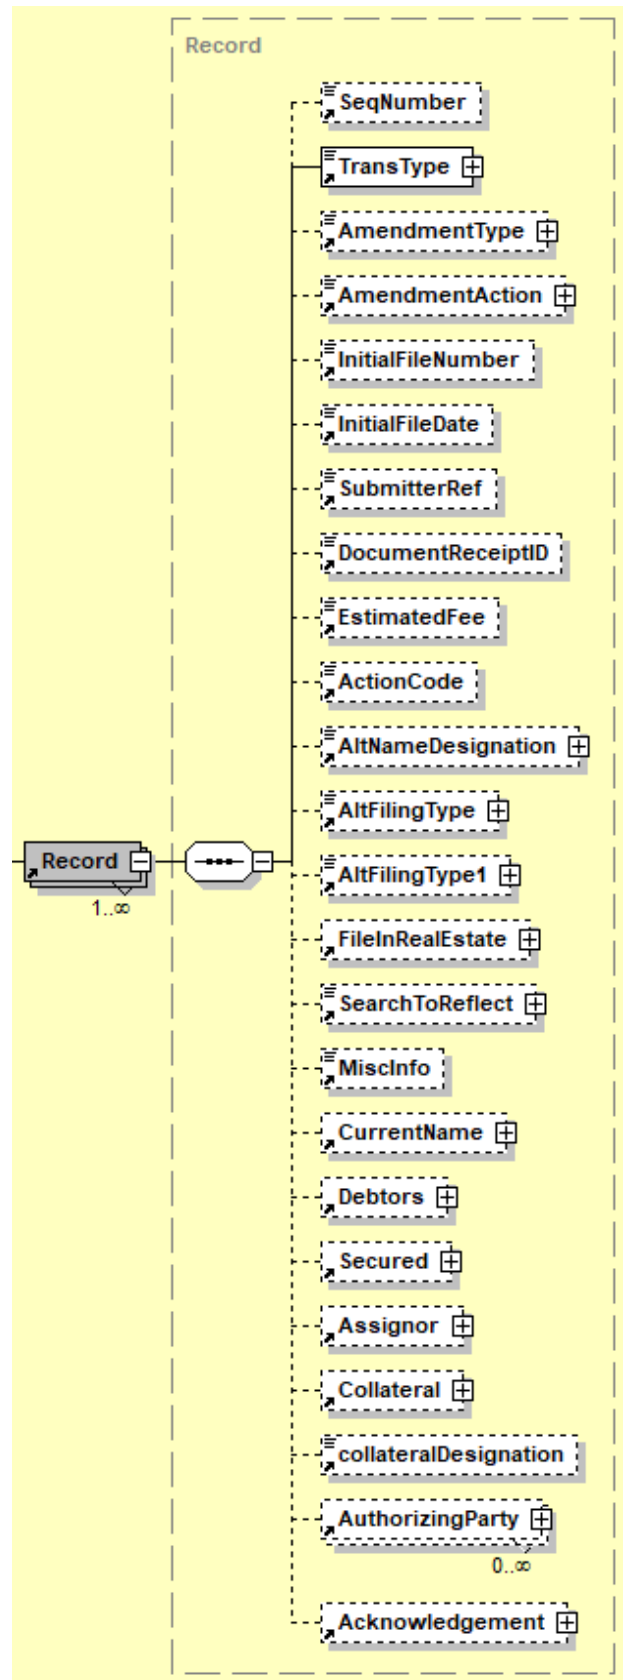 Record
SeqNumber
TransType
AmendmentType
AmendmentAction
InitialFileNumber
InitialFileDate
SubmitterRef
DocumentReceiptID
EstimatedFee
ActionCode
AltNameDesignation
AltFilingType
Record
1..∞
AltFilingType1
FileInRealEstate
SearchToReflect
MiscInfo
CurrentName
Debtors
Secured
Assignor
Collateral
collateralDesignation
AuthorizingParty
0..∞
Acknowledgement